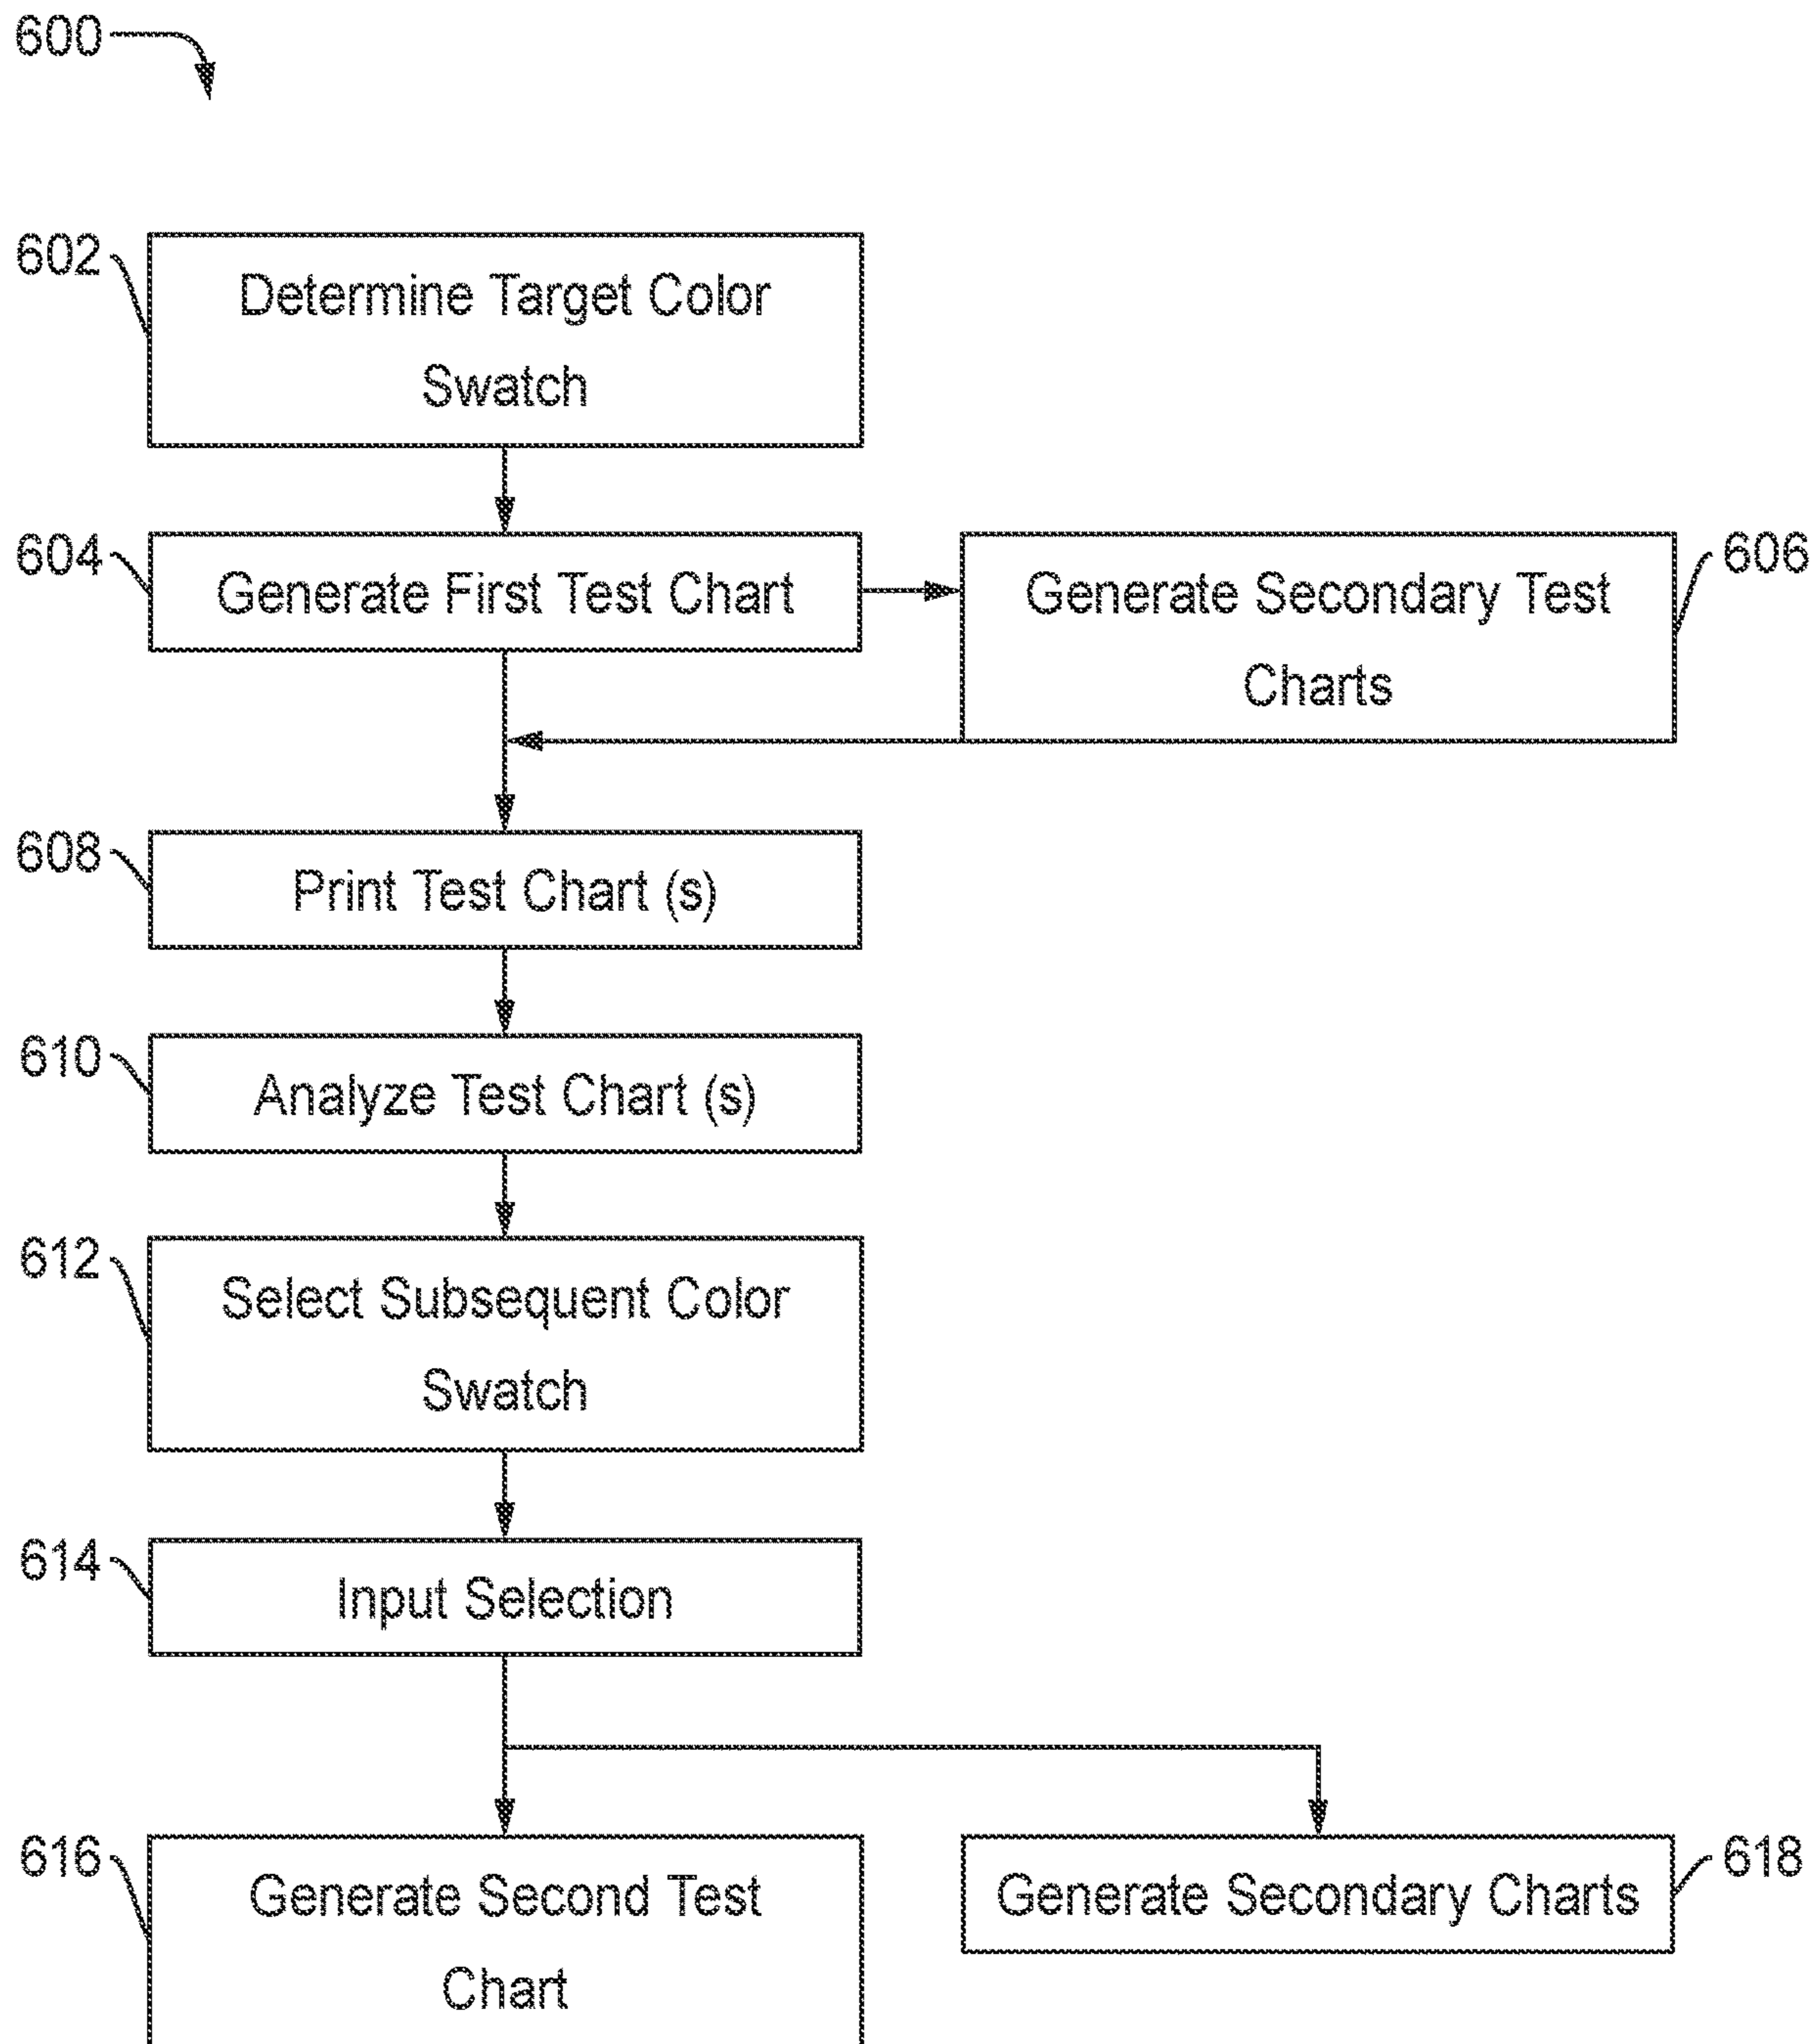 600
602
Determine Target Color
Swatch
604
Generate First Test Chart
606
Generate Secondary Test
Charts
608
Print Test Chart (s)
610
Analyze Test Chart (s)
612
Select Subsequent Color
Swatch
614
Input Selection
616
Generate Second Test
Chart
618
Generate Secondary Charts